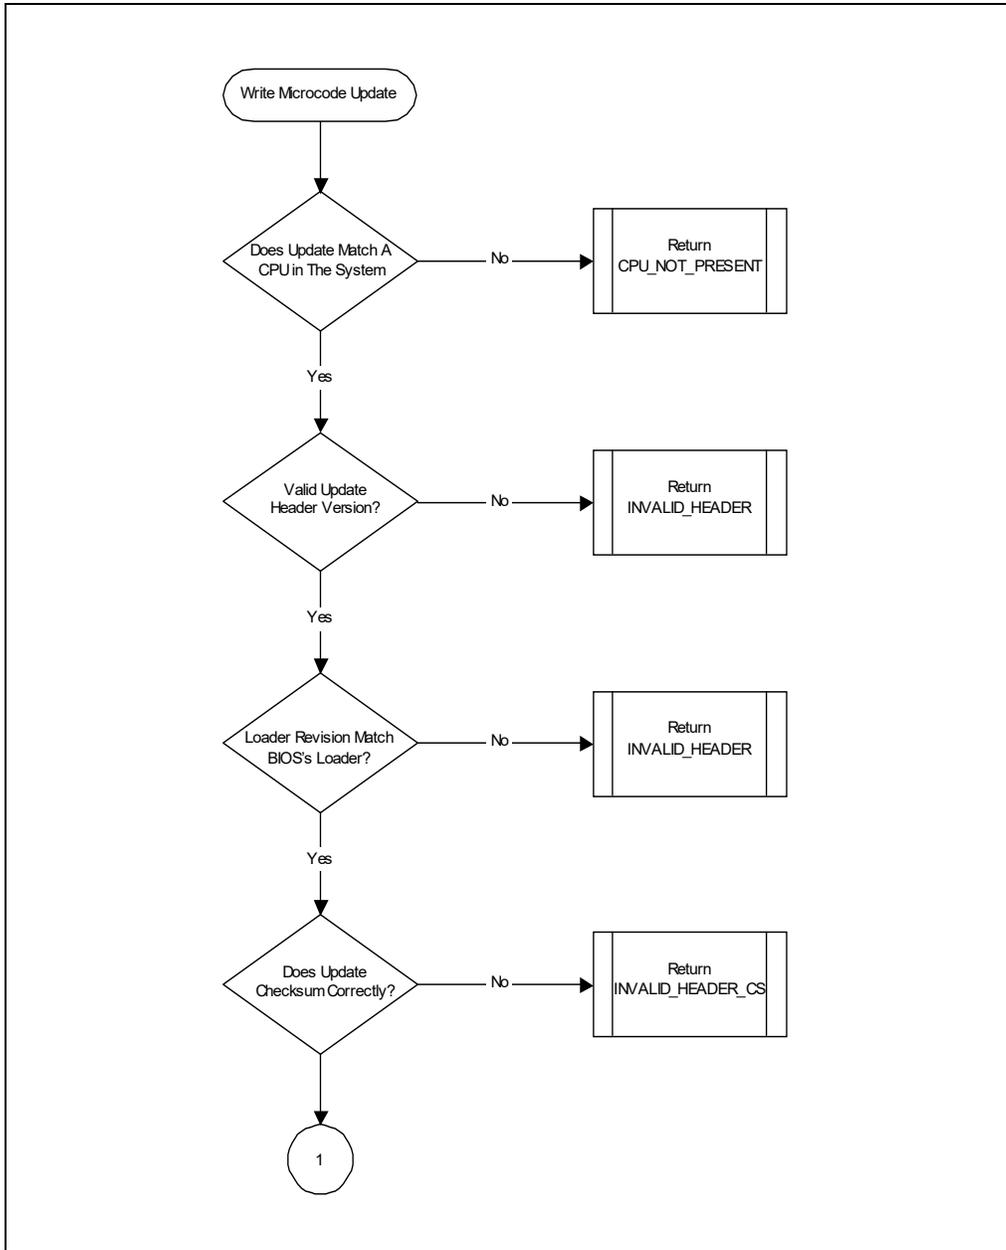 Write Microcode Update
Does Update Match A
CPU in The System
No
Return
CPU_NOT_PRESENT
Yes
Valid Update
Header Version?
No
Return
INVALID_HEADER
Yes
Loader Revision Match
BIOS's Loader?
No
Return
INVALID_HEADER
Yes
Does Update
Checksum Correctly?
No
Return
INVALID_HEADER_CS
1